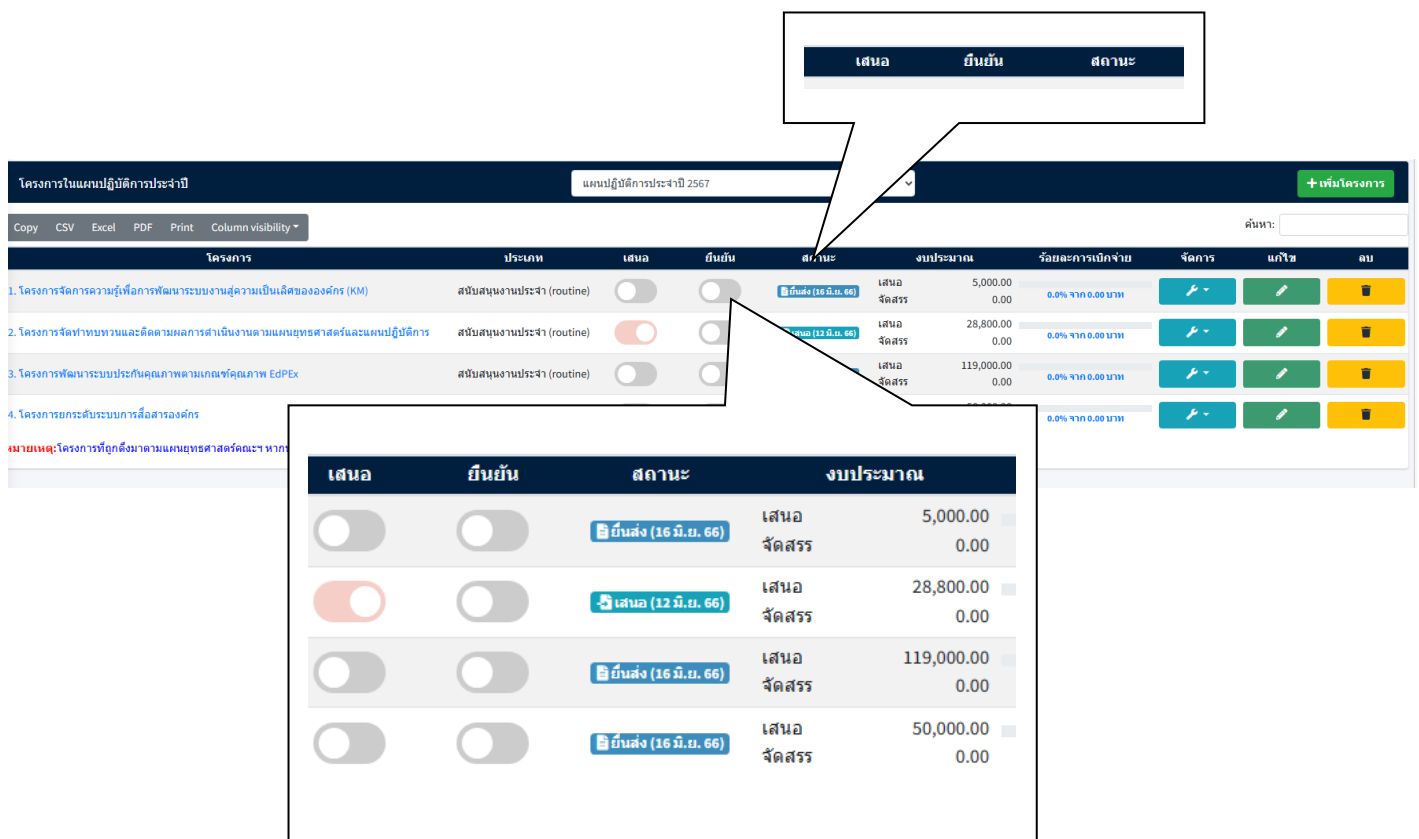 เสนอ ยืนยัน สถานะ
โครงการในแผนปฏิบัติการประจำปี แผนปฏิบัติการประจำปี 2567 +เพิ่มโครงการ
Copy CSV Excel PDF Print Column visibility ค้นหา:
โครงการ ประเภท เสนอ ยืนยัน สถานะ งบประมาณ ร้อยละการเบิกจ่าย จัดการ แก้ไข ลบ
1. โครงการจัดการความรู้เพื่อการพัฒนาระบบงานสู่ความเป็นเลิศขององค์กร (KM) สนับสนุนงานประจำ (routine) ยื่นส่ง (16 มิ.ย. 66) เสนอ 5,000.00
จัดสรร 0.00 0.0% จาก 0.00 บาท
2. โครงการจัดทำทบทวนและติดตามผลการดำเนินงานตามแผนยุทธศาสตร์และแผนปฏิบัติการ สนับสนุนงานประจำ (routine) เสนอ (12 มิ.ย. 66) เสนอ 28,800.00
จัดสรร 0.00 0.0% จาก 0.00 บาท
3. โครงการพัฒนาระบบประกันคุณภาพตามเกณฑ์คุณภาพ EdPEx สนับสนุนงานประจำ (routine) เสนอ 119,000.00
จัดสรร 0.00 0.0% จาก 0.00 บาท
4. โครงการยกระดับระบบการสื่อสารองค์กร 0.0% จาก 0.00 บาท
หมายเหตุ:โครงการที่ถูกดึงมาตามแผนยุทธศาสตร์คณะฯ
เสนอ ยืนยัน สถานะ งบประมาณ
ยื่นส่ง (16 มิ.ย. 66) เสนอ 5,000.00
จัดสรร 0.00
เสนอ (12 มิ.ย. 66) เสนอ 28,800.00
จัดสรร 0.00
ยื่นส่ง (16 มิ.ย. 66) เสนอ 119,000.00
จัดสรร 0.00
ยื่นส่ง (16 มิ.ย. 66) เสนอ 50,000.00
จัดสรร 0.00